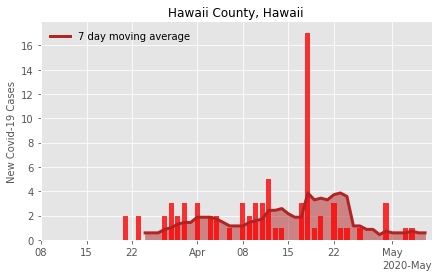 Hawaii County, Hawaii
7 day moving average
New Covid-19 Cases
16
14
12
10
8
6
4
2
0
08 15 22 Apr 08 15 22 May
2020-May